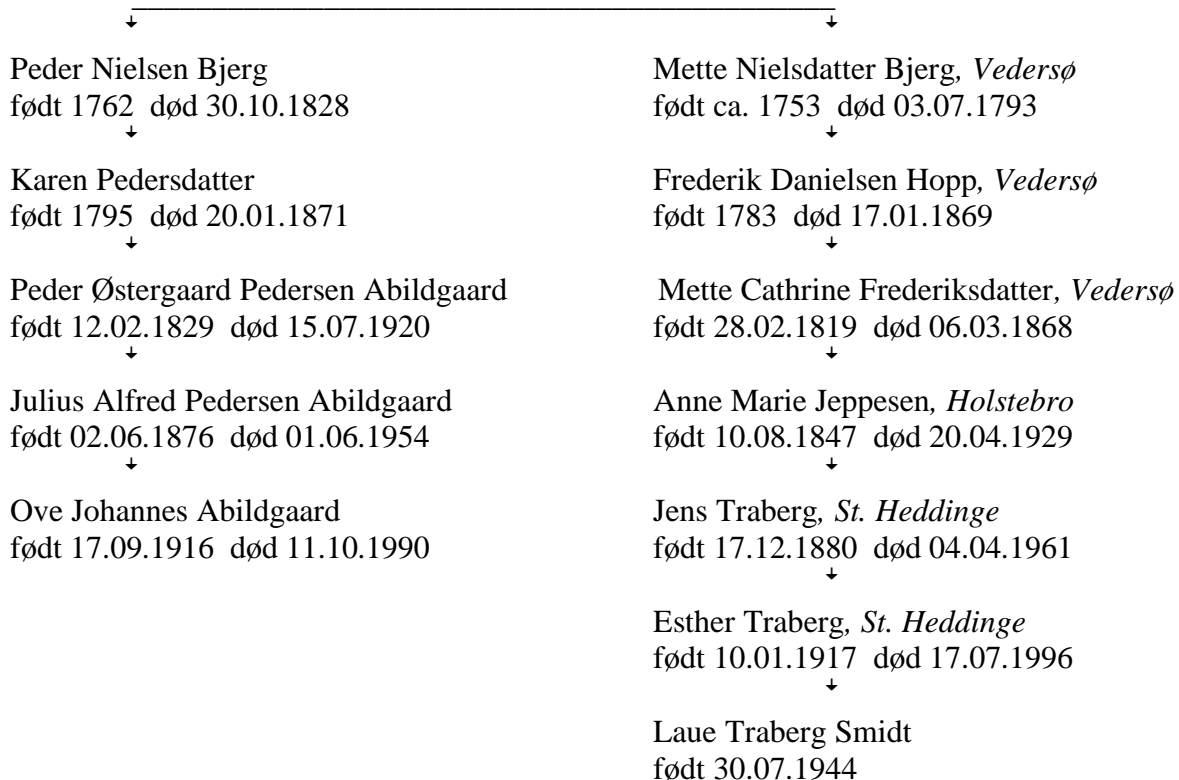 Peder Nielsen Bjerg
født 1762 død 30.10.1828
Karen Pedersdatter
født 1795 død 20.01.1871
Peder Østergaard Pedersen Abildgaard
født 12.02.1829 død 15.07.1920
Julius Alfred Pedersen Abildgaard
født 02.06.1876 død 01.06.1954
Ove Johannes Abildgaard
født 17.09.1916 død 11.10.1990
Mette Nielsdatter Bjerg, Vedersø
født ca. 1753 død 03.07.1793
Frederik Danielsen Hopp, Vedersø
født 1783 død 17.01.1869
Mette Cathrine Frederiksdatter, Vedersø
født 28.02.1819 død 06.03.1868
Anne Marie Jeppesen, Holstebro
født 10.08.1847 død 20.04.1929
Jens Traberg, St. Heddinge
født 17.12.1880 død 04.04.1961
Esther Traberg, St. Heddinge
født 10.01.1917 død 17.07.1996
Laue Traberg Smidt
født 30.07.1944